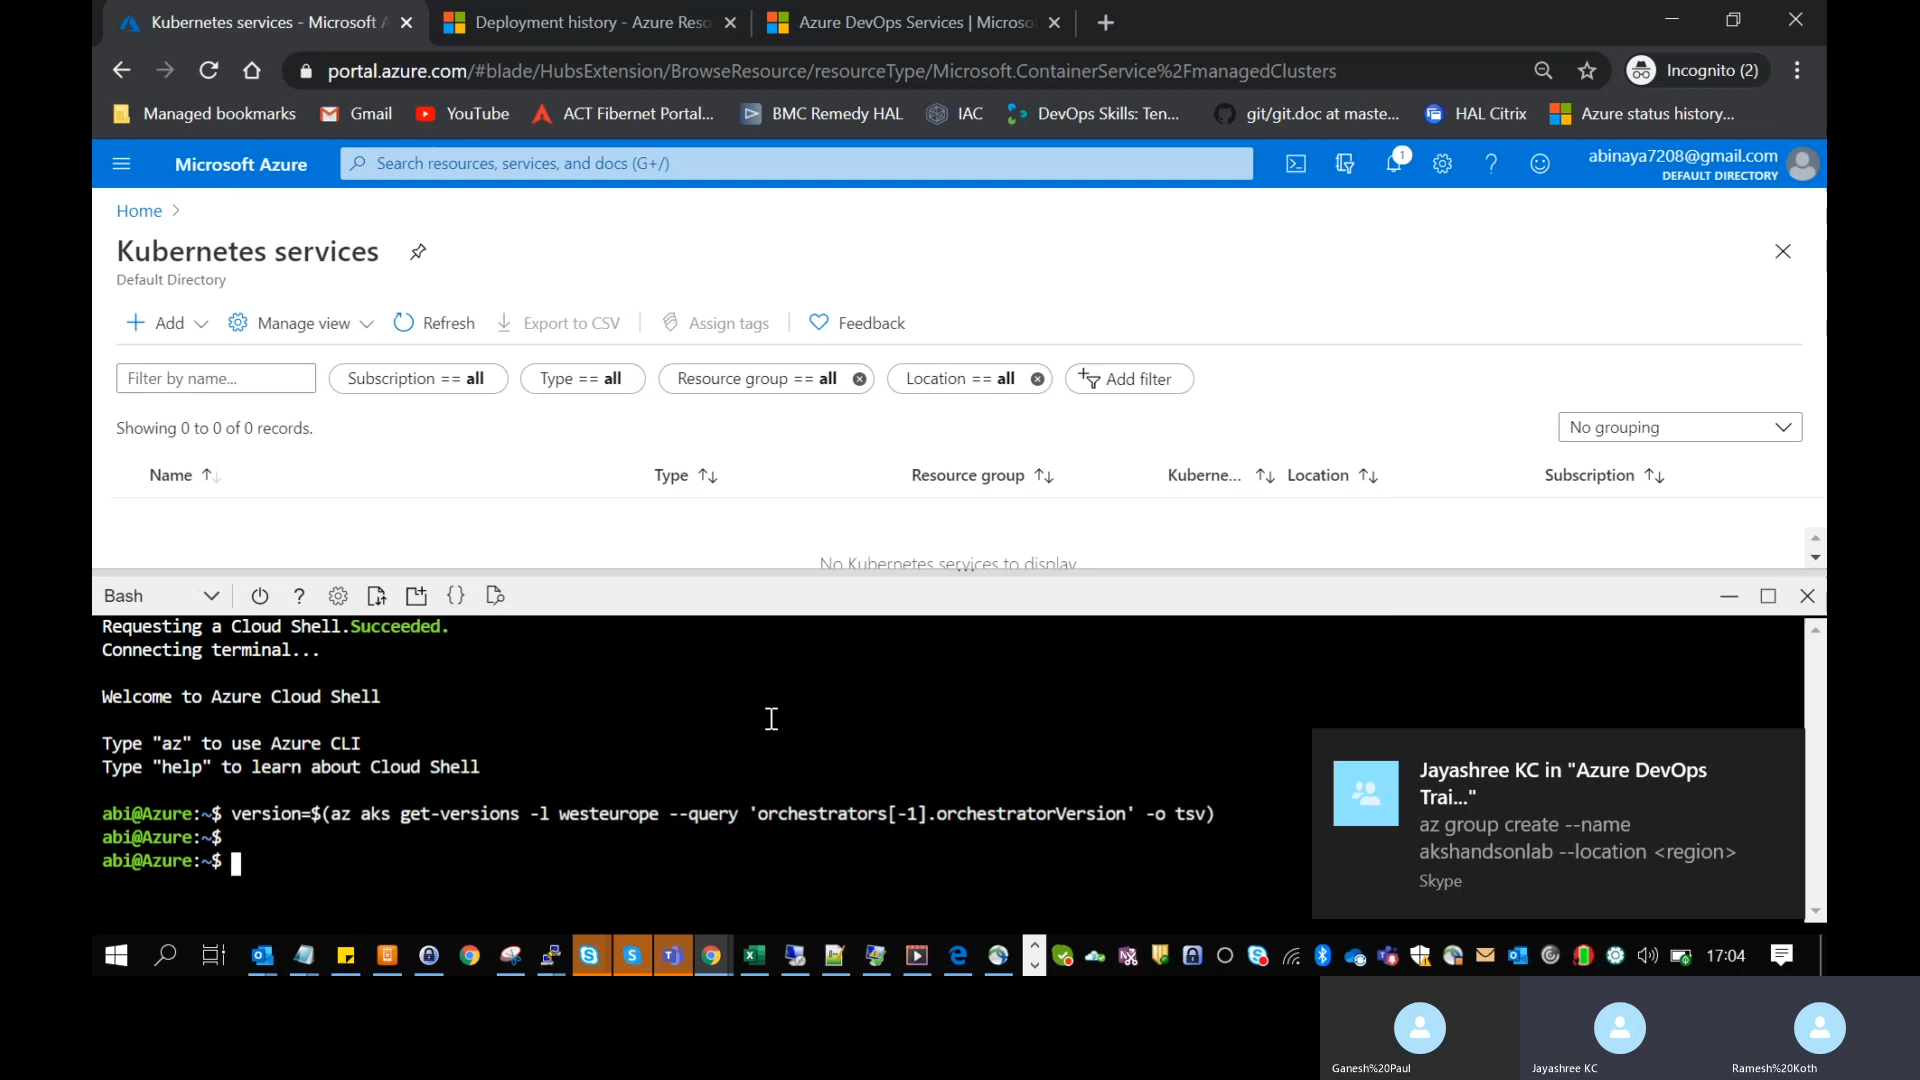 Kubernetes services - Microsoft A
Deployment history - Azure Reso
Azure DevOps Services | Microso
portal.azure.com/#blade/HubsExtension/BrowseResource/resourceType/Microsoft.ContainerService%2FmanagedClusters
Incognito (2)
Managed bookmarks
Gmail
YouTube
ACT Fibernet Portal...
BMC Remedy HAL
IAC
DevOps Skills: Ten...
git/git.doc at maste...
HAL Citrix
Azure status history...
Microsoft Azure
Search resources, services, and docs (G+/)
1
abinaya7208@gmail.com
DEFAULT DIRECTORY
Home
Kubernetes services
Default Directory
Add
Manage view
Refresh
Export to CSV
Assign tags
Feedback
Filter by name...
Subscription == all
Type == all
Resource group == all
Location == all
Add filter
Showing 0 to 0 of 0 records.
No grouping
Name
Type
Resource group
Kuberne...
Location
Subscription
No Kubernetes services to display
Bash
Requesting a Cloud Shell.Succeeded.
Connecting terminal...
Welcome to Azure Cloud Shell
Type "az" to use Azure CLI
Type "help" to learn about Cloud Shell
abi@Azure:~$ version=$(az aks get-versions -l westeurope --query 'orchestrators[-1].orchestratorVersion' -o tsv)
abi@Azure:~$
abi@Azure:~$
Jayashree KC in "Azure DevOps
Trai..."
az group create --name
akshandsonlab --location <region>
Skype
17:04
Ganesh%20Paul
Jayashree KC
Ramesh%20Koth